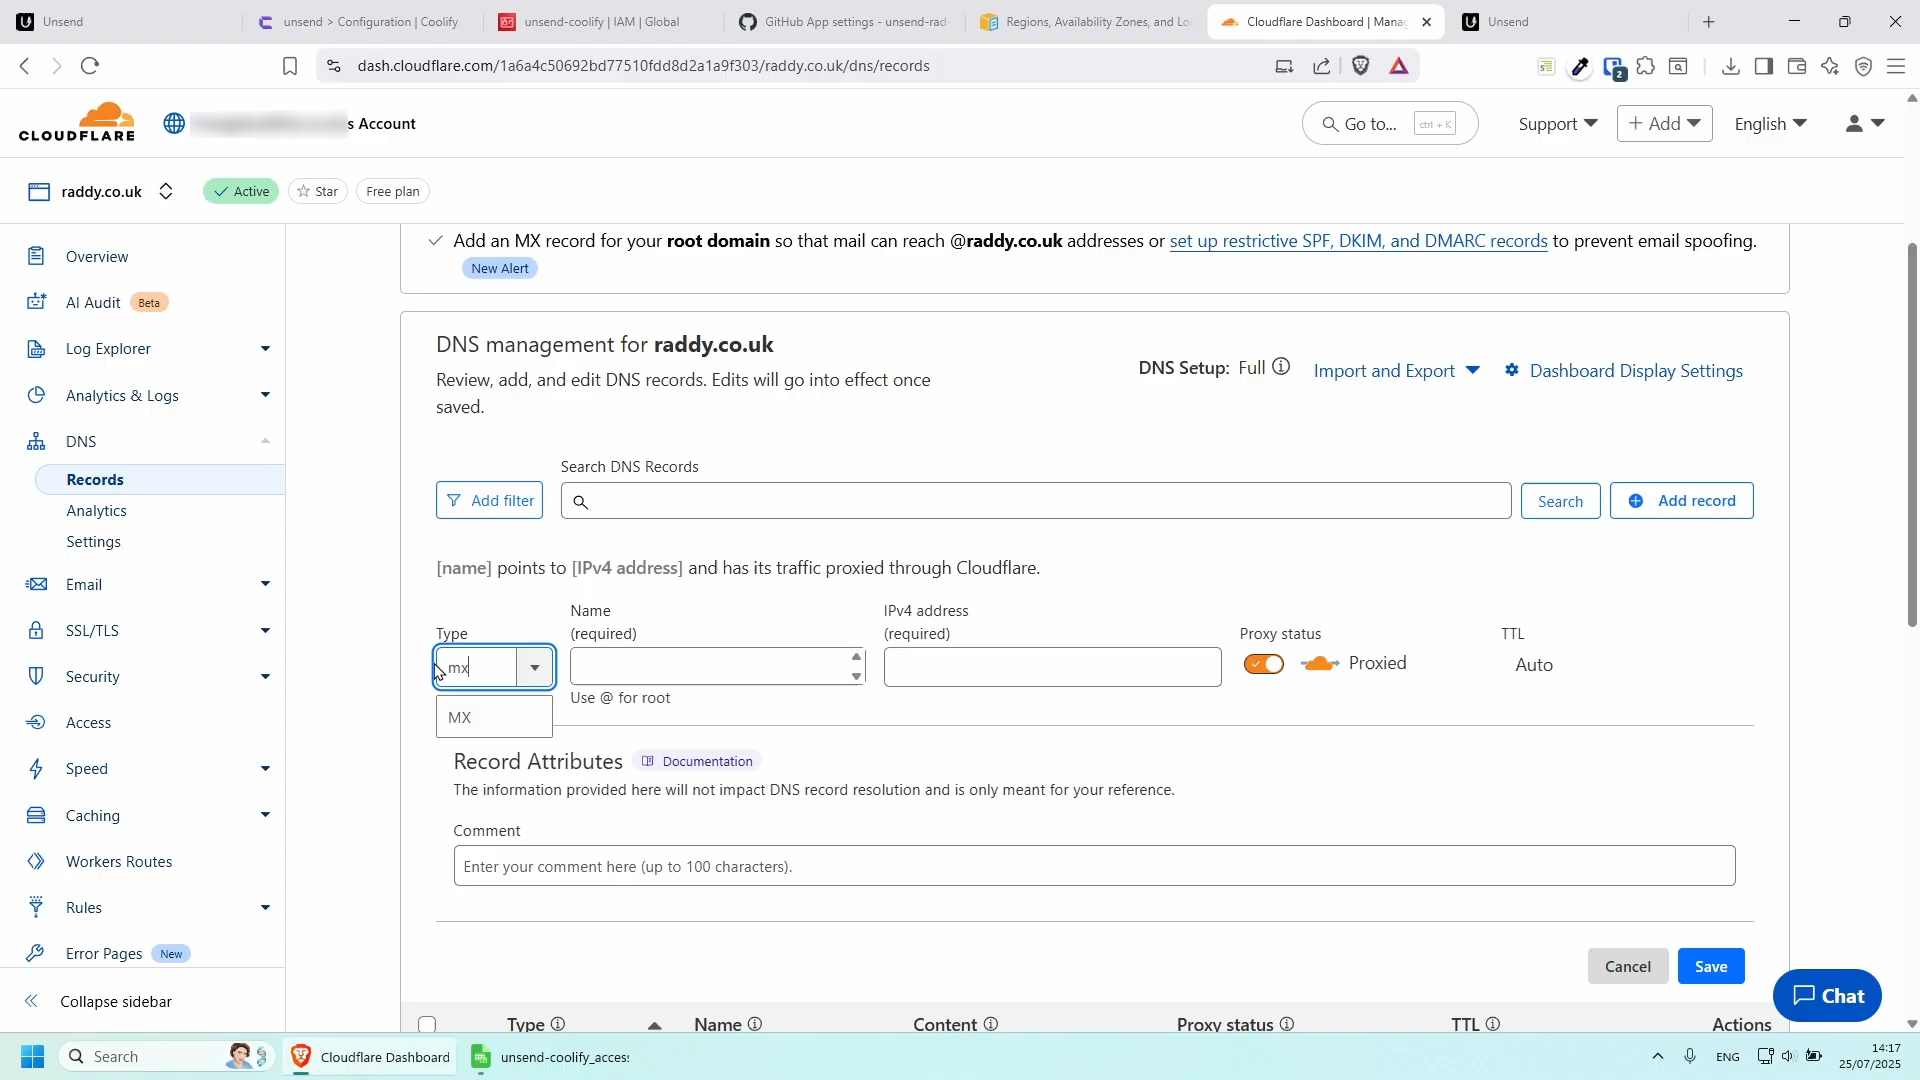 Unsend
unsend > Configuration | Coolify
unsend-coolify | IAM | Global
GitHub App settings - unsend-rad
Regions, Availability Zones, and Lo
Cloudflare Dashboard | Mana
Unsend
dash.cloudflare.com/1a6a4c50692bd77510fdd8d2a1a9f303/raddy.co.uk/dns/records
2
CLOUDFLARE
s Account
Go to...
ctrl + K
Support
+ Add
English
raddy.co.uk
Active
Star
Free plan
Overview
AI Audit
Beta
Log Explorer
Analytics & Logs
DNS
Records
Analytics
Settings
Email
SSL/TLS
Security
Access
Speed
Caching
Workers Routes
Rules
Error Pages
New
Collapse sidebar
Add an MX record for your root domain so that mail can reach @raddy.co.uk addresses or set up restrictive SPF, DKIM, and DMARC records to prevent email spoofing.
New Alert
DNS management for raddy.co.uk
Review, add, and edit DNS records. Edits will go into effect once
saved.
DNS Setup: Full
Import and Export
Dashboard Display Settings
Search DNS Records
Add filter
Search
Add record
[name] points to [IPv4 address] and has its traffic proxied through Cloudflare.
Type
Name
(required)
IPv4 address
(required)
Proxy status
TTL
mx
Proxied
Auto
Use @ for root
MX
Record Attributes
Documentation
The information provided here will not impact DNS record resolution and is only meant for your reference.
Comment
Enter your comment here (up to 100 characters).
Cancel
Save
Chat
Type
Name
Content
Proxy status
TTL
Actions
Search
Cloudflare Dashboard
unsend-coolify_access
ENG
14:17
25/07/2025